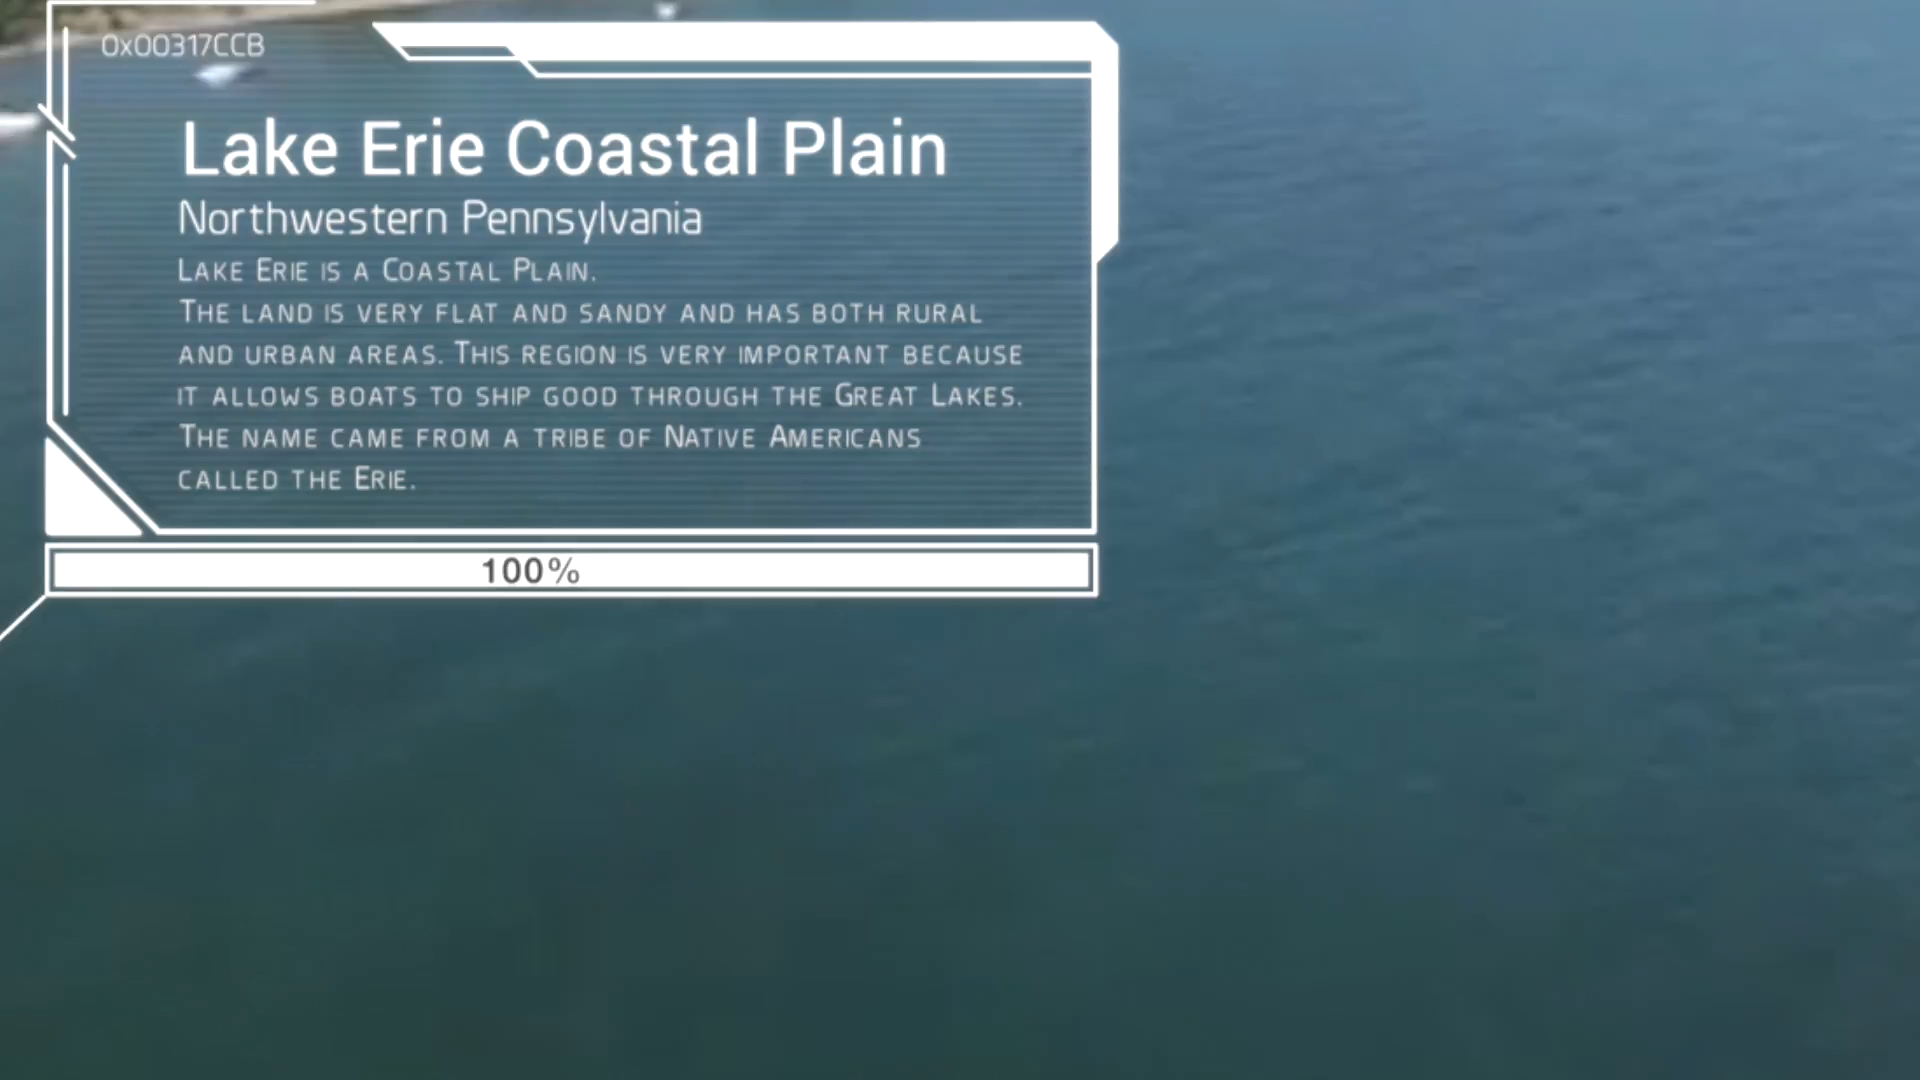 0x00317CCB
Lake Erie Coastal Plain
Northwestern Pennsylvania
Lake Erie is a Coastal Plain.
The land is very flat and sandy and has both rural
and urban areas. This region is very important because
it allows boats to ship good through the Great Lakes.
The name came from a tribe of Native Americans
called the Erie.
100%